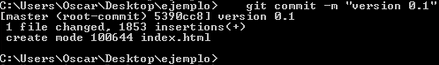 C:\Users\Oscar\Desktop\ejemplo>    git commit -m "version 0.1"
[master (root-commit) 5390cc8] version 0.1
 1 file changed, 1853 insertions(+)
 create mode 100644 index.html

C:\Users\Oscar\Desktop\ejemplo>